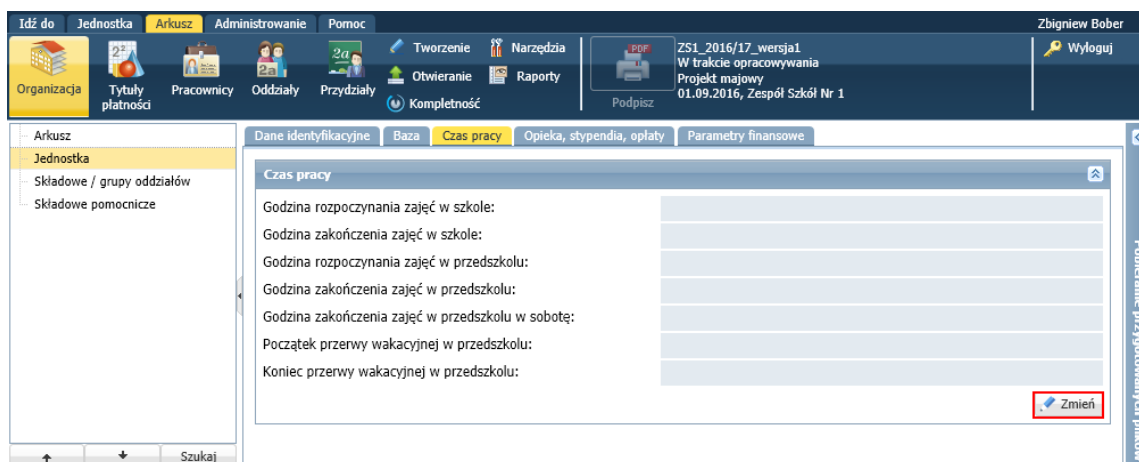 Idź do Jednostka Arkusz Administrowanie Pomoc Zbigniew Bober
Organizacja
Tytuły płatności
Pracownicy
Oddziały
Przydziały
Tworzenie
Otwieranie
Kompletność
Narzędzia
Raporty
PDF
Podpisz
ZS1_2016/17_wersja1
W trakcie opracowywania
Projekt majowy
01.09.2016, Zespół Szkół Nr 1
Wyloguj
Arkusz
Jednostka
Składowe / grupy oddziałów
Składowe pomocnicze
Szukaj
Dane identyfikacyjne Baza Czas pracy Opieka, stypendia, opłaty Parametry finansowe
Czas pracy
Godzina rozpoczynania zajęć w szkole:
Godzina zakończenia zajęć w szkole:
Godzina rozpoczynania zajęć w przedszkolu:
Godzina zakończenia zajęć w przedszkolu:
Godzina zakończenia zajęć w przedszkolu w sobotę:
Początek przerwy wakacyjnej w przedszkolu:
Koniec przerwy wakacyjnej w przedszkolu:
Zmień
Pobieranie przygotowanych plików